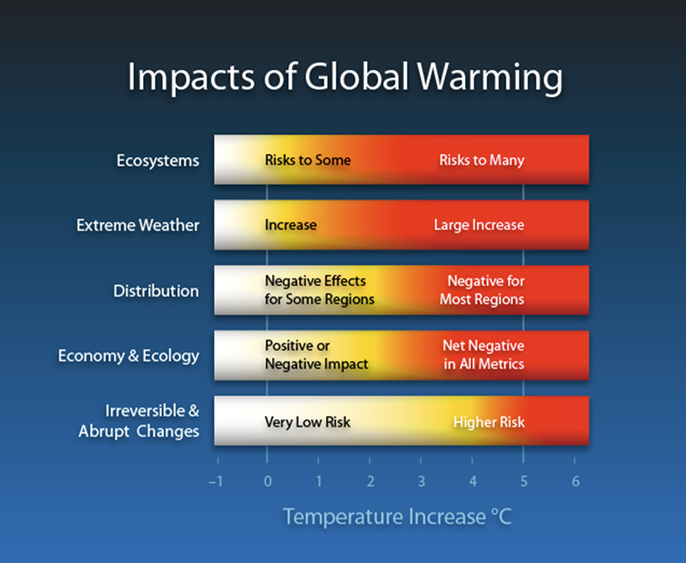 Impacts of Global Warming
Ecosystems
Risks to Some
Risks to Many
Extreme Weather
Increase
Large Increase
Distribution
Negative Effects
for Some Regions
Negative for
Most Regions
Economy & Ecology
Positive or
Negative Impact
Net Negative
in All Metrics
Irreversible &
Abrupt Changes
Very Low Risk
Higher Risk
–1 0 1 2 3 4 5 6
Temperature Increase °C